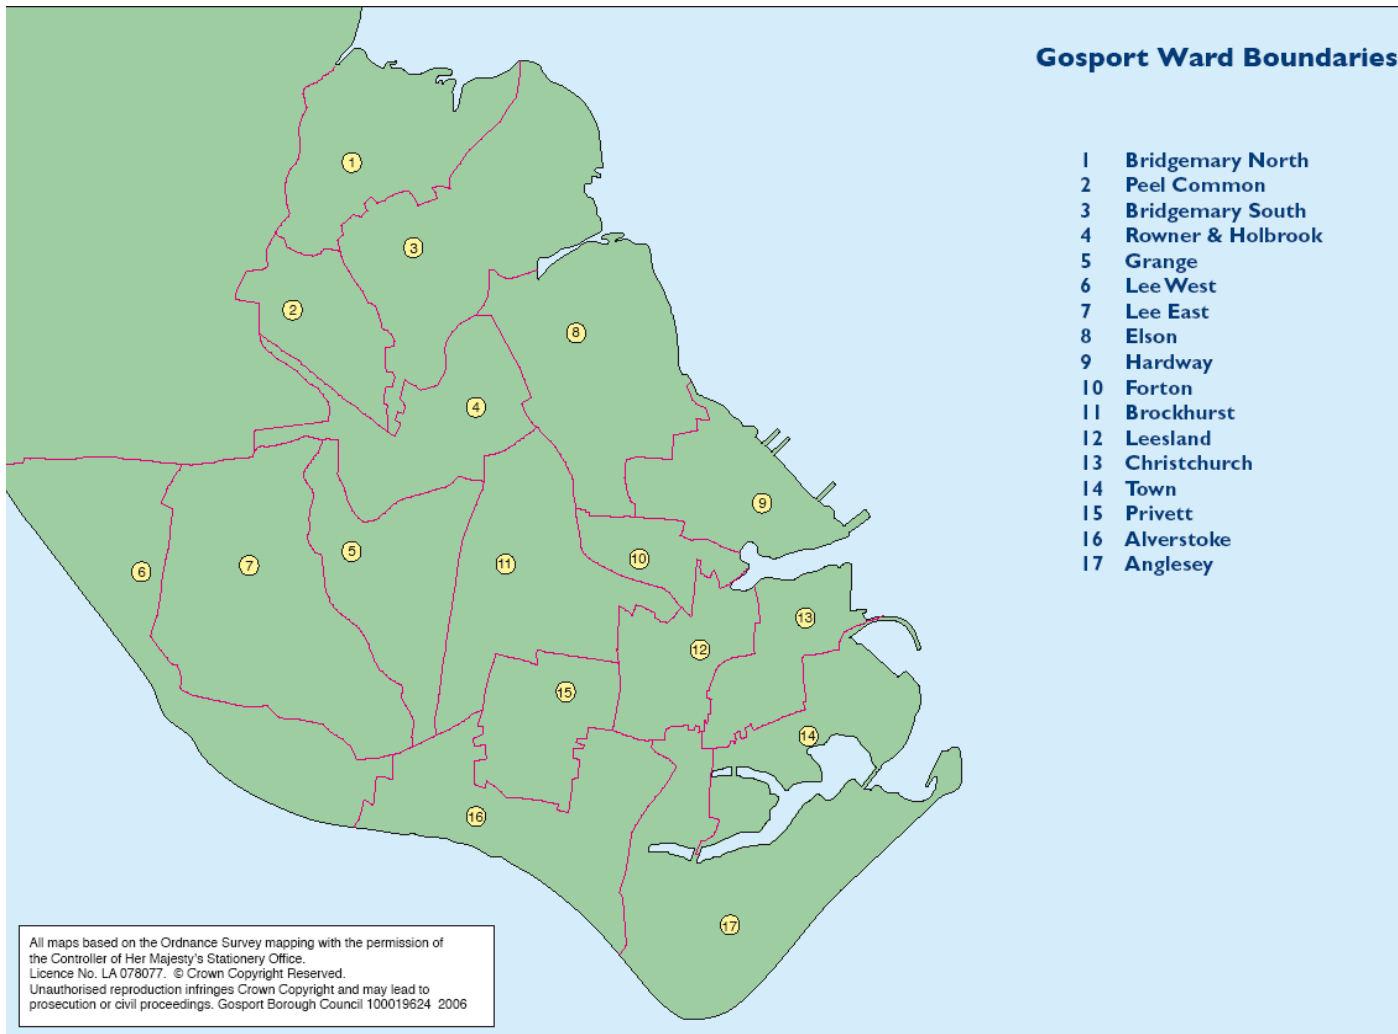 Gosport Ward Boundaries
1 Bridgemary North
2 Peel Common
3 Bridgemary South
4 Rowner & Holbrook
5 Grange
6 Lee West
7 Lee East
8 Elson
9 Hardway
10 Forton
11 Brockhurst
12 Leesland
13 Christchurch
14 Town
15 Privett
16 Alverstoke
17 Anglesey
1
3
2
8
4
9
5
10
11
7
6
13
12
15
14
16
17
All maps based on the Ordnance Survey mapping with the permission of
the Controller of Her Majesty's Stationery Office.
Licence No. LA 078077. © Crown Copyright Reserved.
Unauthorised reproduction infringes Crown Copyright and may lead to
prosecution or civil proceedings. Gosport Borough Council 100019624 2006